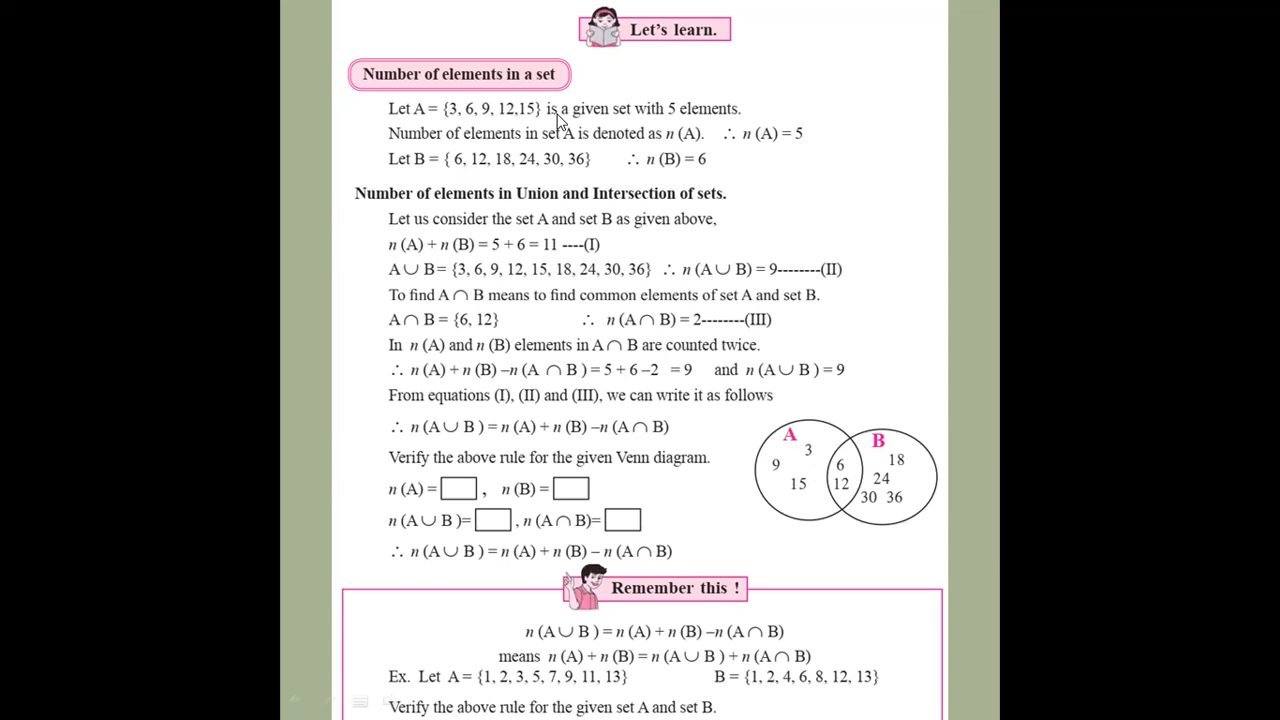 Let's learn.
Number of elements in a set
Let A = {3, 6, 9, 12,15} is a given set with 5 elements.
Number of elements in set A is denoted as n (A). ∴ n (A) = 5
Let B = { 6, 12, 18, 24, 30, 36} ∴ n (B) = 6
Number of elements in Union and Intersection of sets.
Let us consider the set A and set B as given above,
n (A) + n (B) = 5 + 6 = 11 ----(I)
A ∪ B = {3, 6, 9, 12, 15, 18, 24, 30, 36} ∴ n (A ∪ B) = 9--------(II)
To find A ∩ B means to find common elements of set A and set B.
A ∩ B = {6, 12} ∴ n (A ∩ B) = 2--------(III)
In n (A) and n (B) elements in A ∩ B are counted twice.
∴ n (A) + n (B) –n (A ∩ B ) = 5 + 6 –2 = 9 and n (A ∪ B ) = 9
From equations (I), (II) and (III), we can write it as follows
∴ n (A ∪ B ) = n (A) + n (B) –n (A ∩ B)
Verify the above rule for the given Venn diagram.
n (A) = , n (B) =
n (A ∪ B )= , n (A ∩ B)=
∴ n (A ∪ B ) = n (A) + n (B) – n (A ∩ B)
A
B
3
9
15
6
12
18
24
30 36
Remember this !
n (A ∪ B ) = n (A) + n (B) –n (A ∩ B)
means n (A) + n (B) = n (A ∪ B ) + n (A ∩ B)
Ex. Let A = {1, 2, 3, 5, 7, 9, 11, 13} B = {1, 2, 4, 6, 8, 12, 13}
Verify the above rule for the given set A and set B.